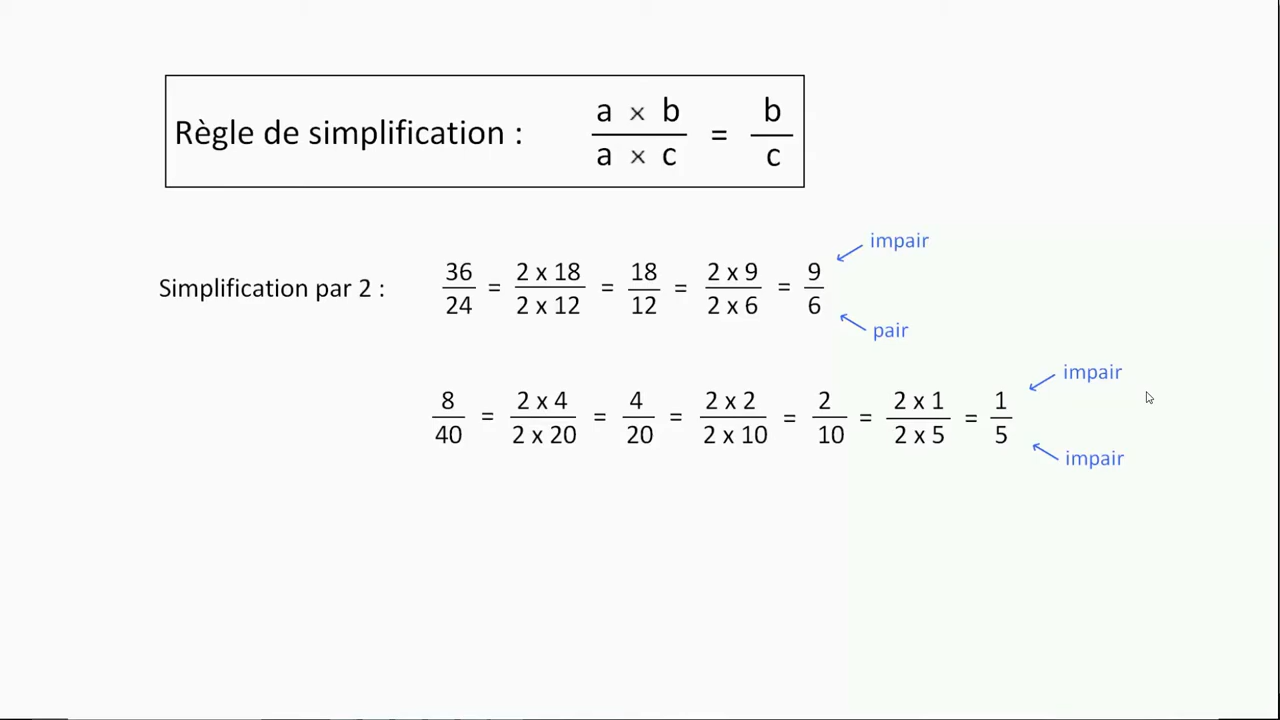 Règle de simplification : a × b / a × c = b / c
impair
Simplification par 2 : 36/24 = 2 x 18 / 2 x 12 = 18/12 = 2 x 9 / 2 x 6 = 9/6
pair
impair
8/40 = 2 x 4 / 2 x 20 = 4/20 = 2 x 2 / 2 x 10 = 2/10 = 2 x 1 / 2 x 5 = 1/5
impair